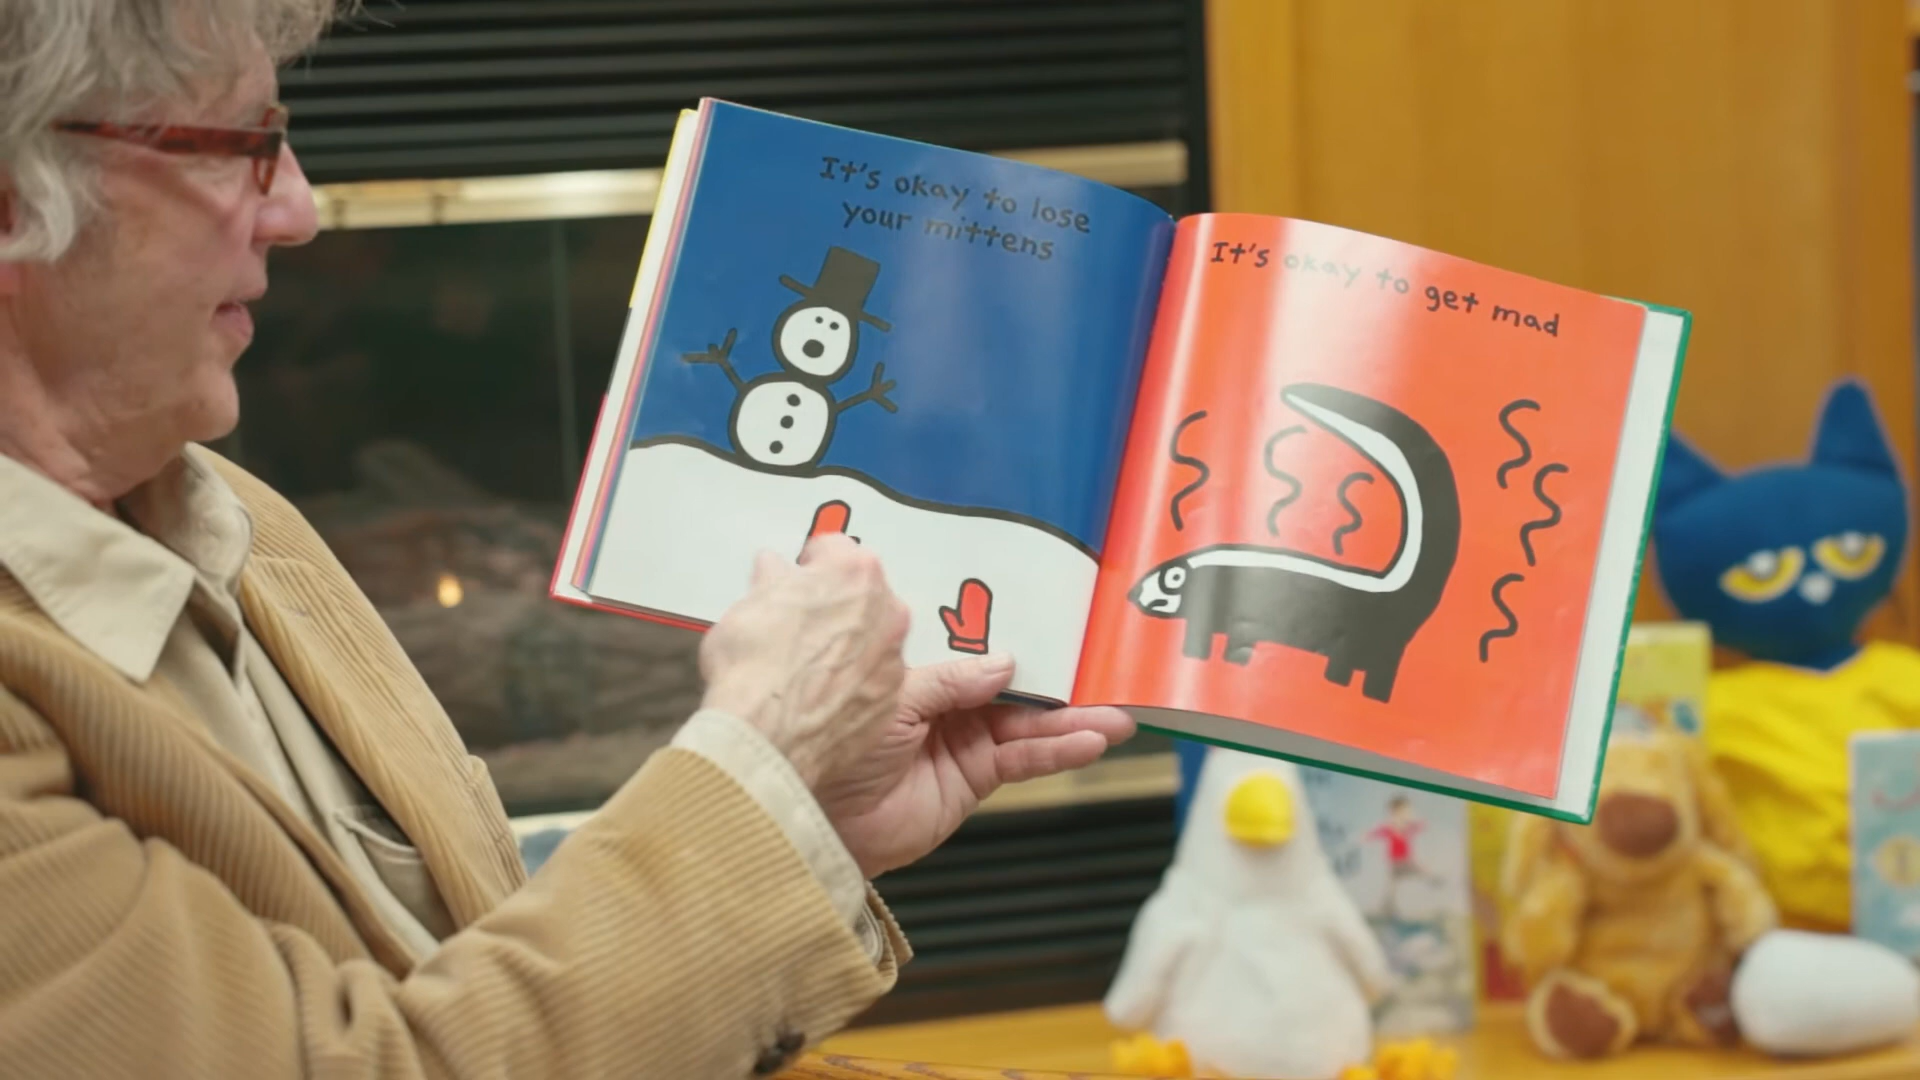 It's okay to lose
your mittens
It's okay to get mad